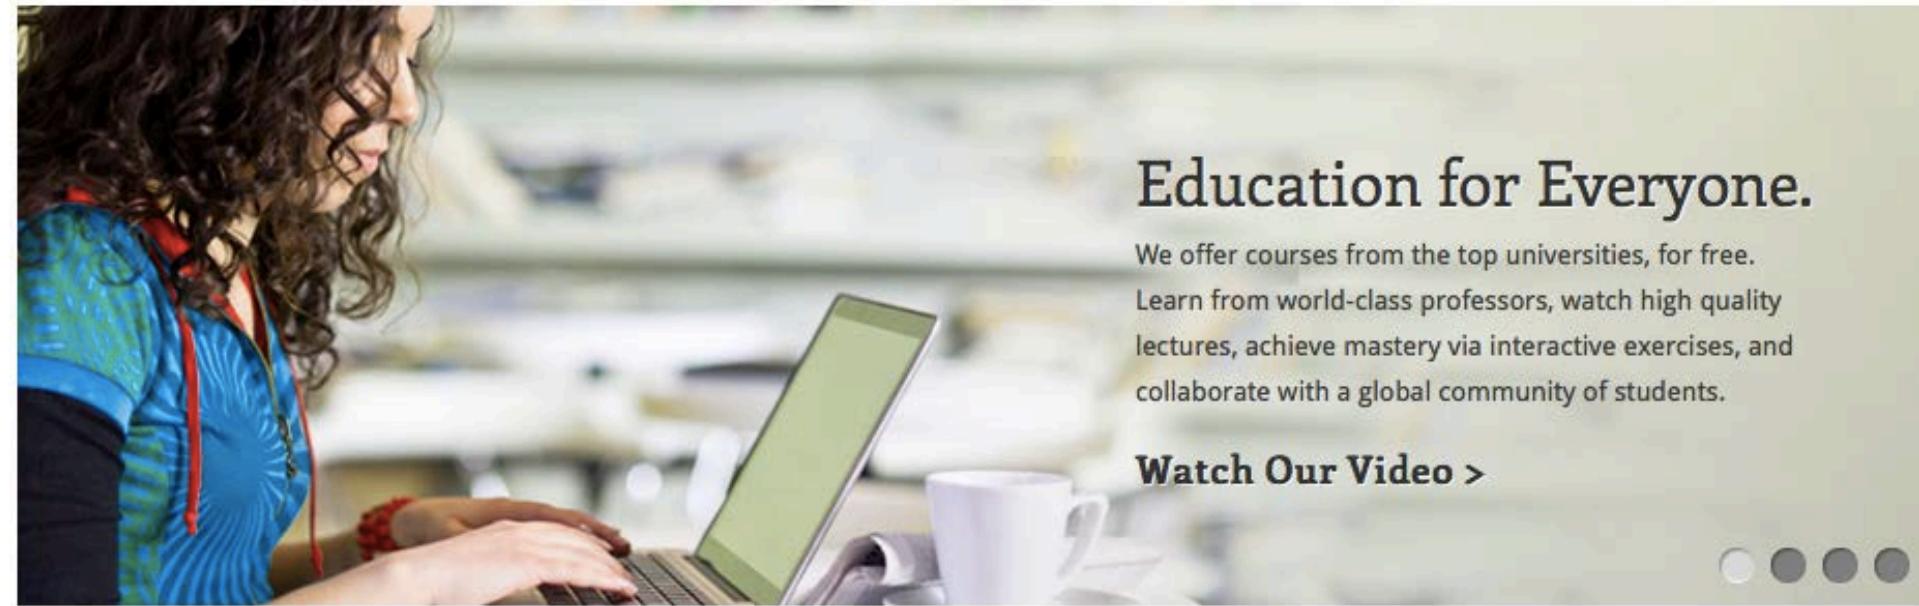 Education for Everyone.
We offer courses from the top universities, for free.
Learn from world-class professors, watch high quality
lectures, achieve mastery via interactive exercises, and
collaborate with a global community of students.
Watch Our Video >